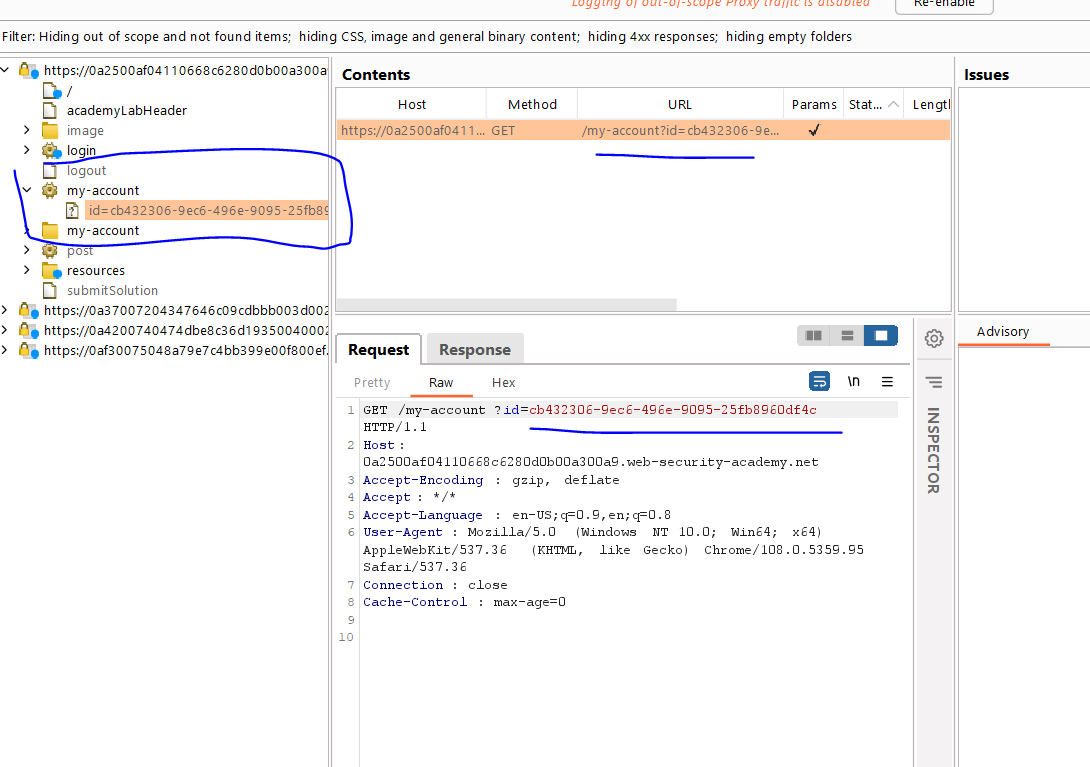 Logging of out-of-scope Proxy traffic is disabled
Re-enable
Filter: Hiding out of scope and not found items; hiding CSS, image and general binary content; hiding 4xx responses; hiding empty folders
https://0a2500af04110668c6280d0b00a300a
/
academyLabHeader
image
login
logout
my-account
id=cb432306-9ec6-496e-9095-25fb89
my-account
post
resources
submitSolution
https://0a37007204347646c09cdbbb003d002
https://0a4200740474dbe8c36d19350040002
https://0af30075048a79e7c4bb399e00f800ef.
Contents
Host Method URL Params Stat... Lengtl
https://0a2500af0411... GET /my-account?id=cb432306-9e...
Issues
Request Response
Pretty Raw Hex \n
1 GET /my-account ?id=cb432306-9ec6-496e-9095-25fb8960df4c
HTTP/1.1
2 Host :
0a2500af04110668c6280d0b00a300a9.web-security-academy.net
3 Accept-Encoding : gzip, deflate
4 Accept : */*
5 Accept-Language : en-US;q=0.9,en;q=0.8
6 User-Agent : Mozilla/5.0 (Windows NT 10.0; Win64; x64)
AppleWebKit/537.36 (KHTML, like Gecko) Chrome/108.0.5359.95
Safari/537.36
7 Connection : close
8 Cache-Control : max-age=0
9
10
INSPECTOR
Advisory